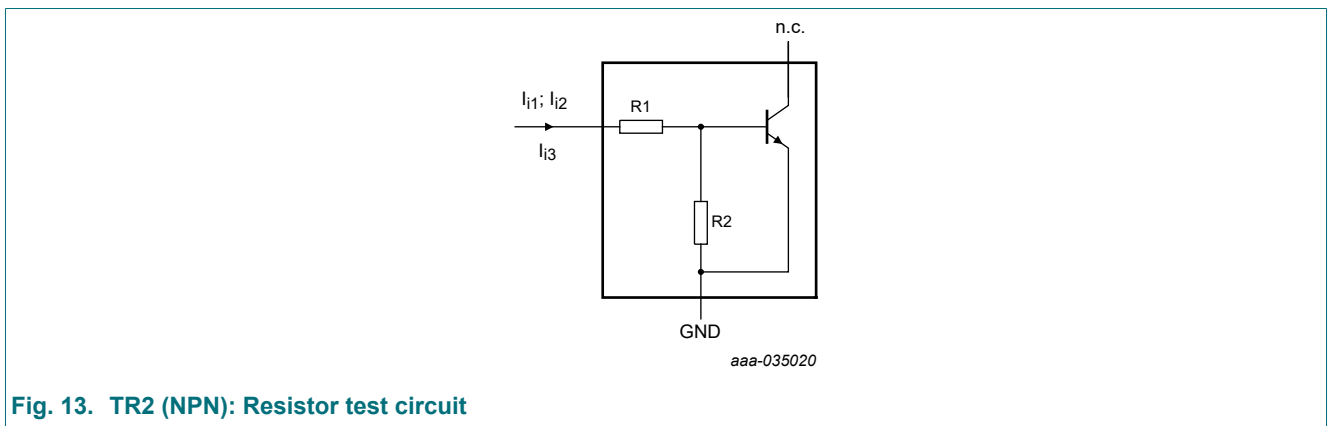 n.c.
Ii1; Ii2
R1
Ii3
R2
GND
aaa-035020
Fig. 13. TR2 (NPN): Resistor test circuit